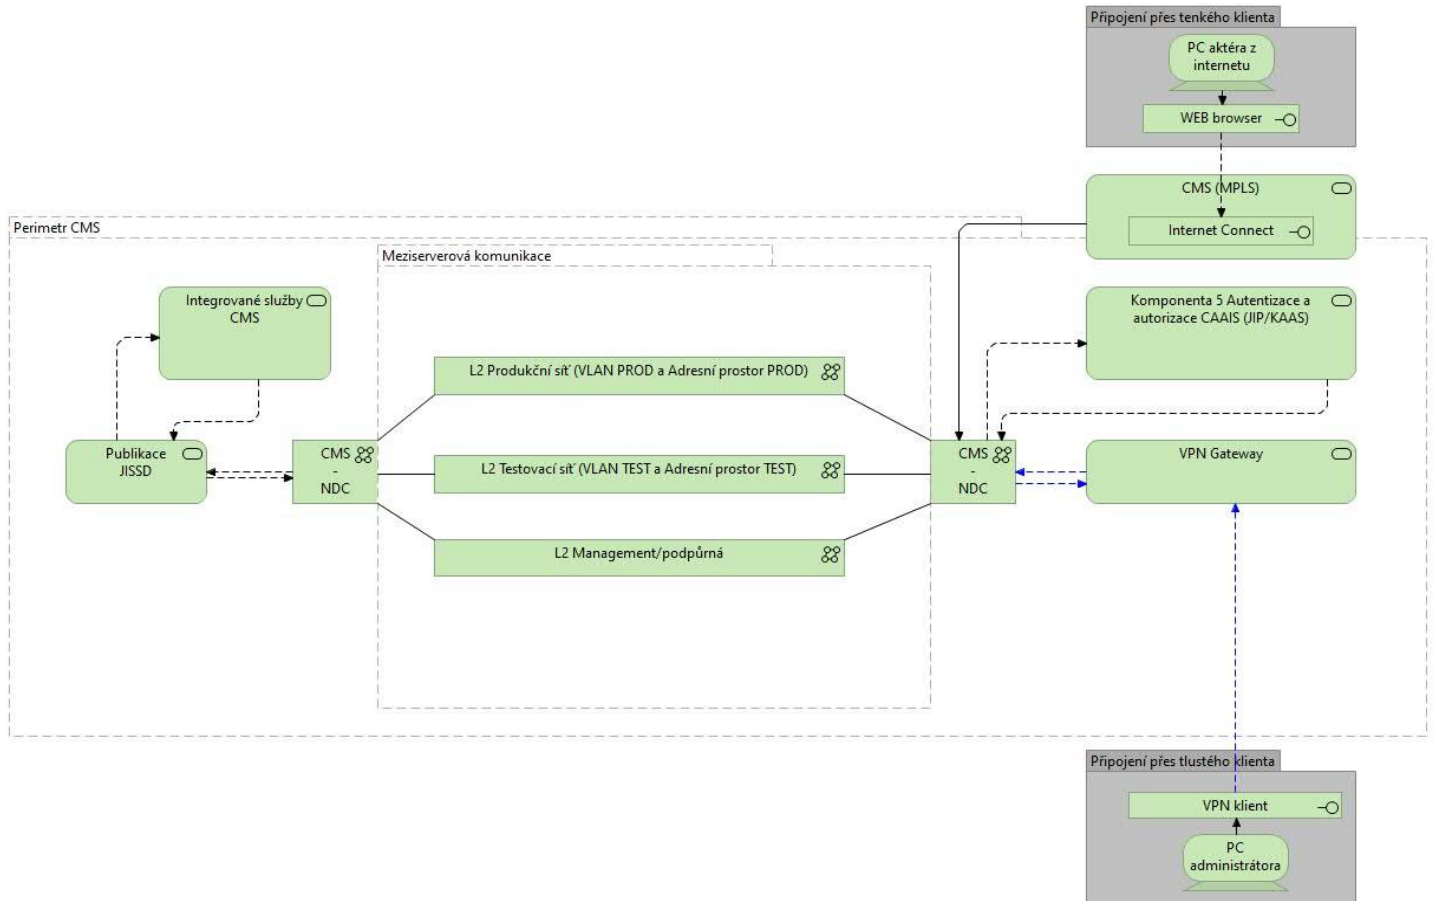 Připojení přes tenkého klienta
PC aktéra z
internetu
WEB browser
CMS (MPLS)
Internet Connect
Perimetr CMS
Meziserverová komunikace
Integrované služby
CMS
Komponenta 5 Autentizace a
autorizace CAAIS (JIP/KAAS)
L2 Produkční síť (VLAN PROD a Adresní prostor PROD)
Publikace
JISSD
CMS
-
NDC
L2 Testovací síť (VLAN TEST a Adresní prostor TEST)
CMS
-
NDC
VPN Gateway
L2 Management/podpůrná
Připojení přes tlustého klienta
VPN klient
PC
administrátora